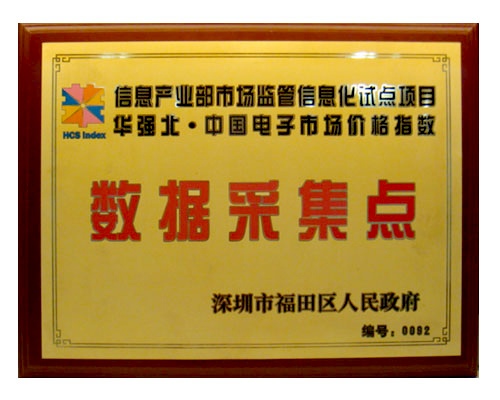 信息产业部市场监管信息化试点项目
HCS Index
华强北·中国电子市场价格指数
数据采集点
深圳市福田区人民政府
编号：0092